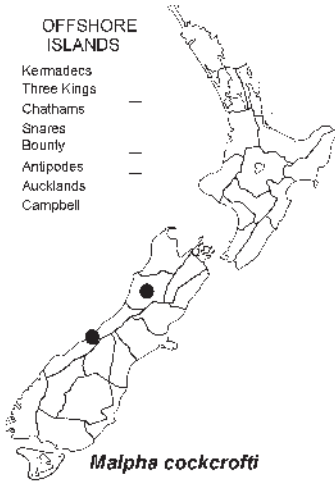 OFFSHORE
ISLANDS
Kermadecs
Three Kings
Chathams
Snares
Bounty
Antipodes
Aucklands
Campbell
Malpha cockcrofti